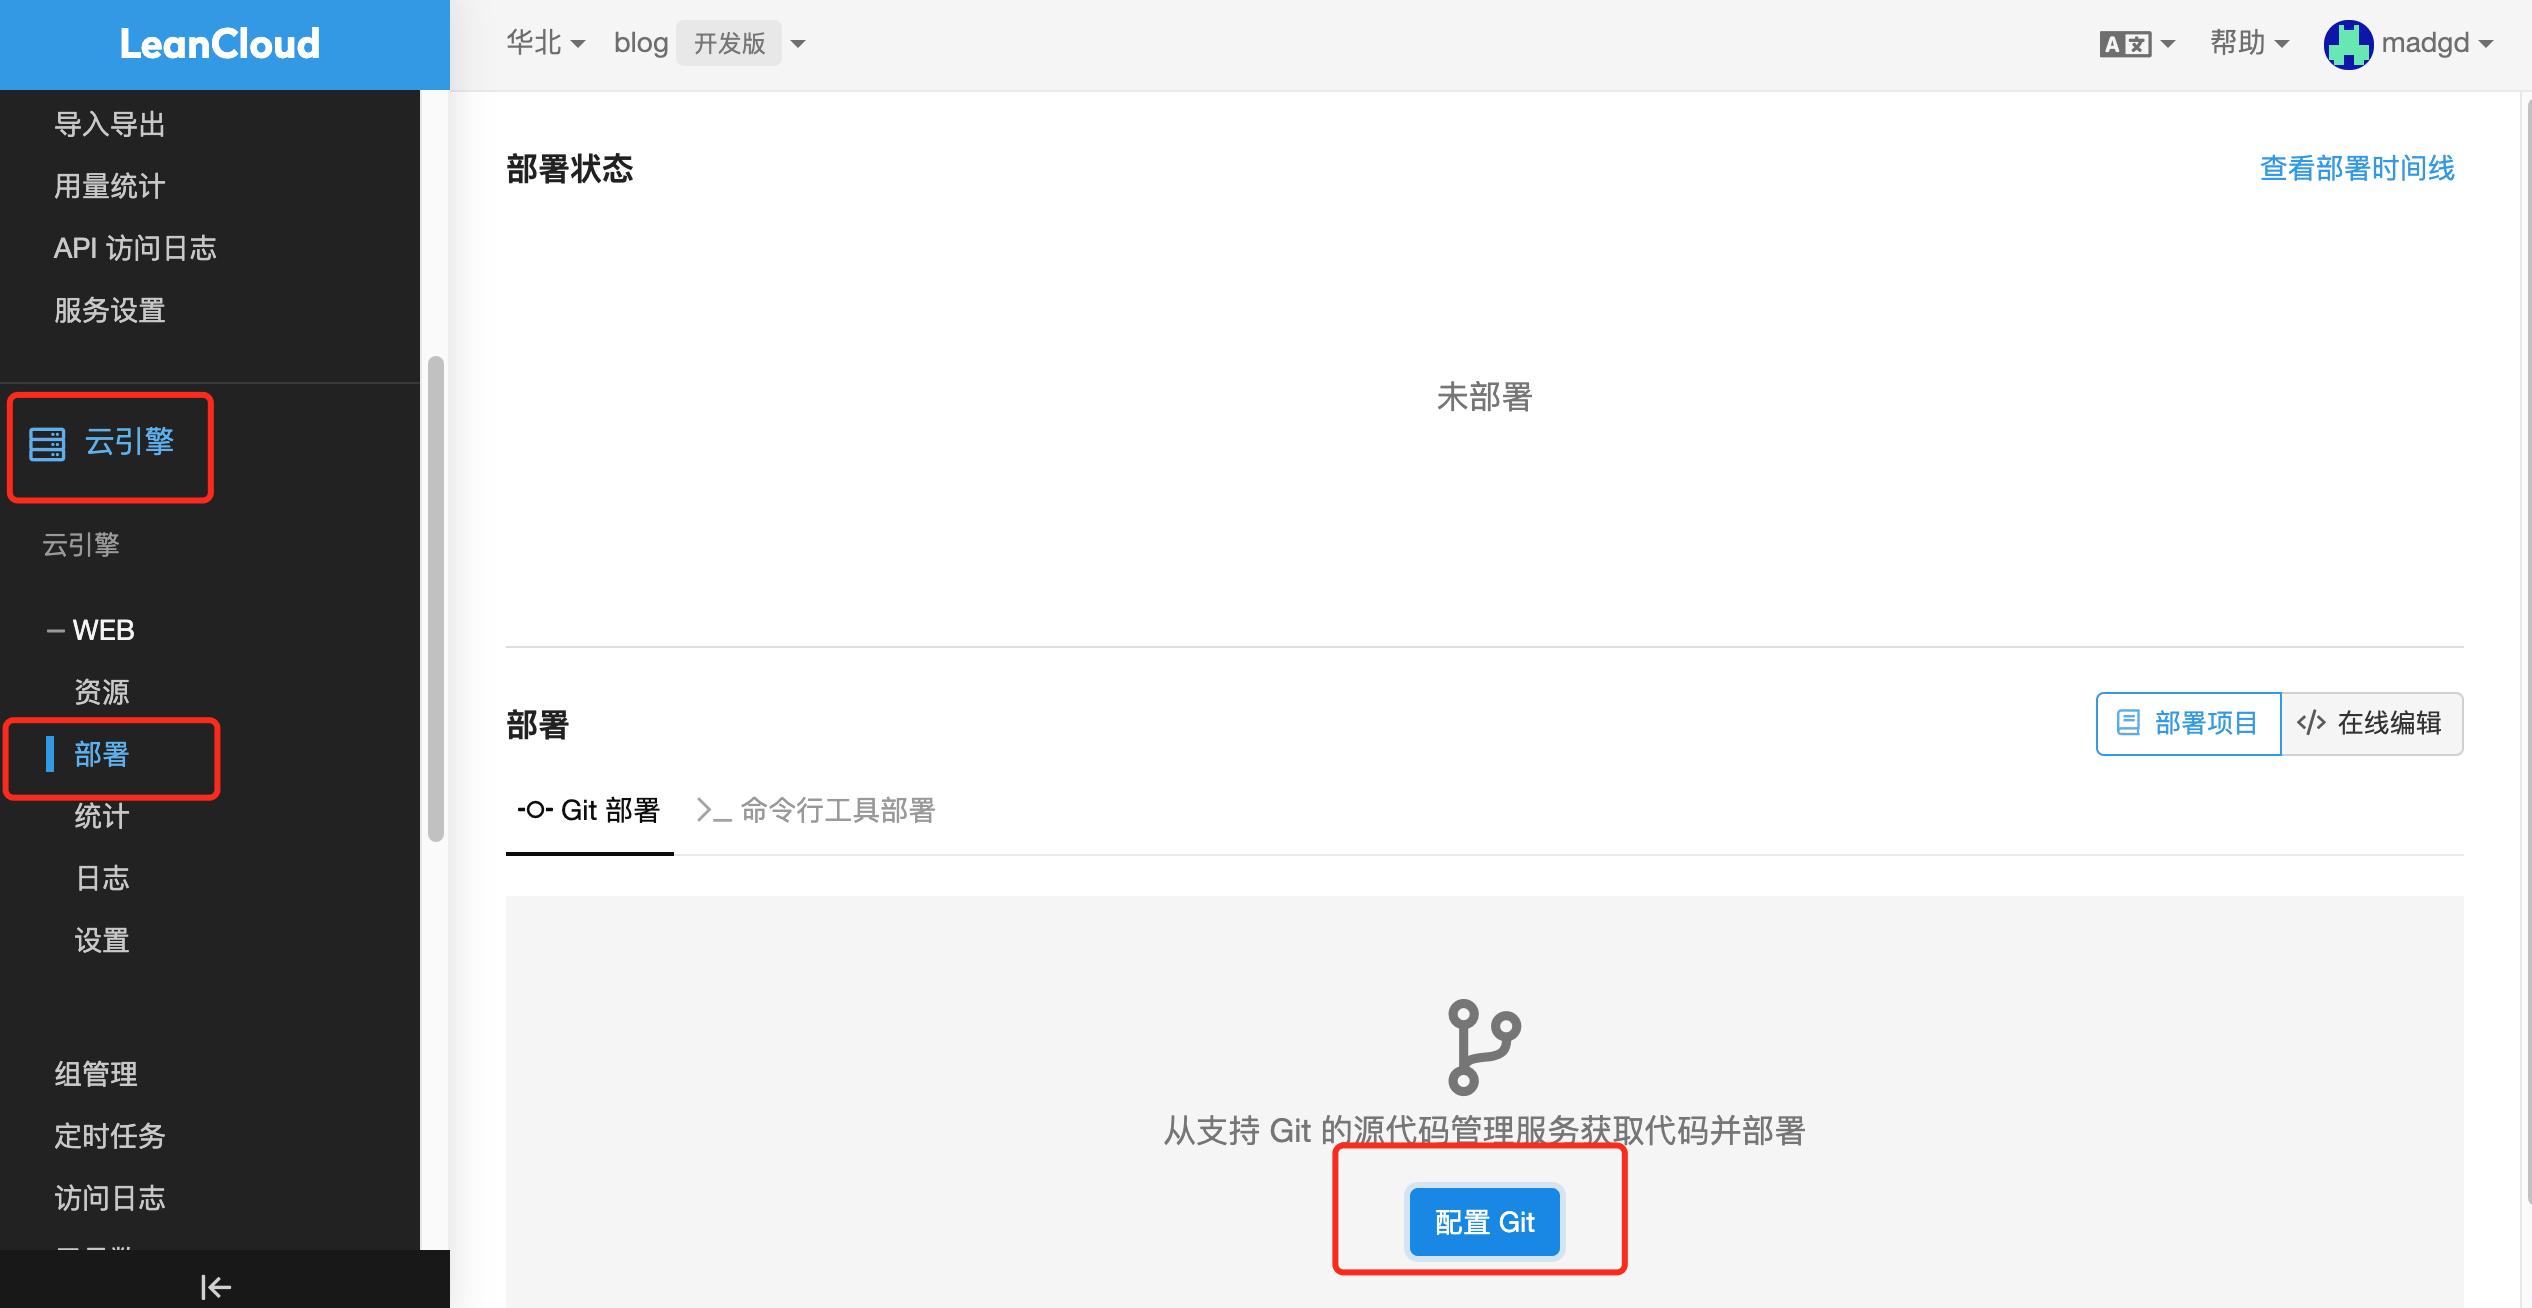 LeanCloud
华北
blog 开发版
帮助
madgd
导入导出
用量统计
API 访问日志
服务设置
云引擎
云引擎
WEB
资源
部署
统计
日志
设置
组管理
定时任务
访问日志
部署状态
查看部署时间线
未部署
部署
部署项目
</> 在线编辑
Git 部署
>_ 命令行工具部署
从支持 Git 的源代码管理服务获取代码并部署
配置 Git